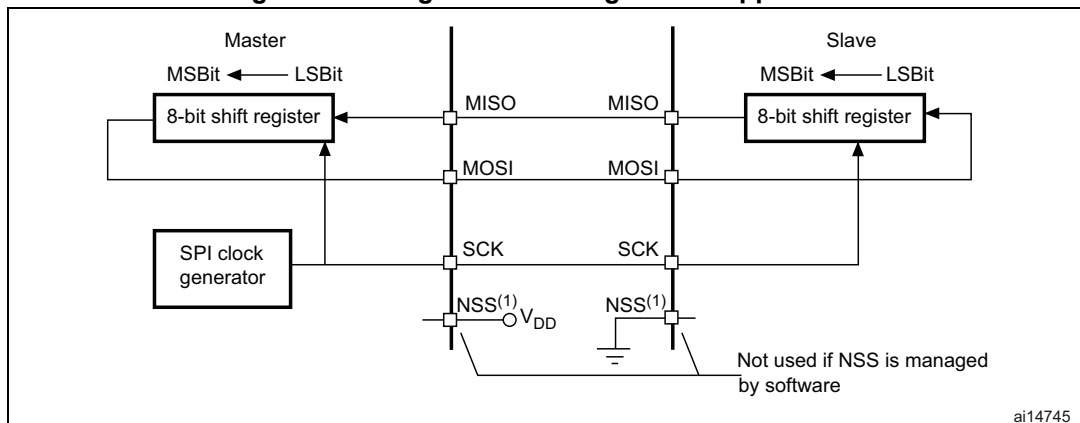 Master
Slave
MSBit LSBit
MSBit LSBit
8-bit shift register
MISO
MISO
8-bit shift register
MOSI
MOSI
SPI clock
generator
SCK
SCK
NSS(1)
VDD
NSS(1)
Not used if NSS is managed
by software
ai14745